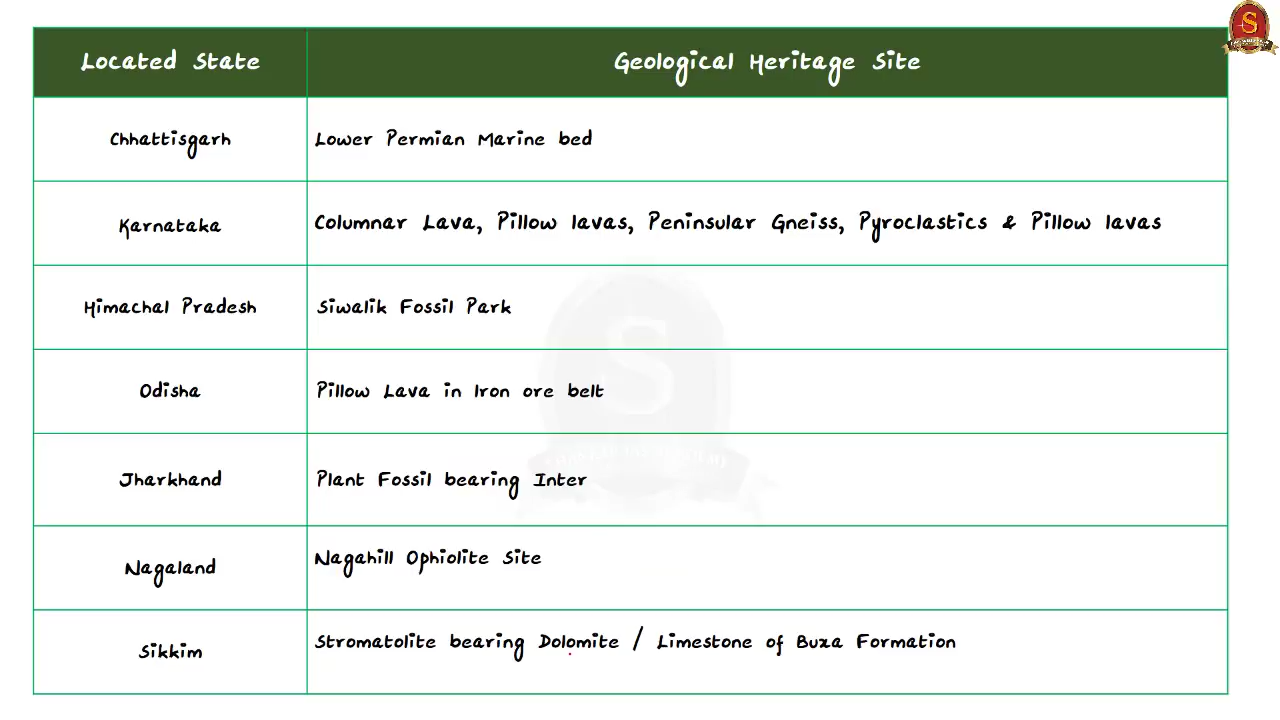 Located State Geological Heritage Site
Chhattisgarh Lower Permian Marine bed
Karnataka Columnar Lava, Pillow lavas, Peninsular Gneiss, Pyroclastics & Pillow lavas
Himachal Pradesh Siwalik Fossil Park
Odisha Pillow Lava in Iron ore belt
Jharkhand Plant Fossil bearing Inter
Nagaland Nagahill Ophiolite Site
Sikkim Stromatolite bearing Dolomite / Limestone of Buxa Formation
S